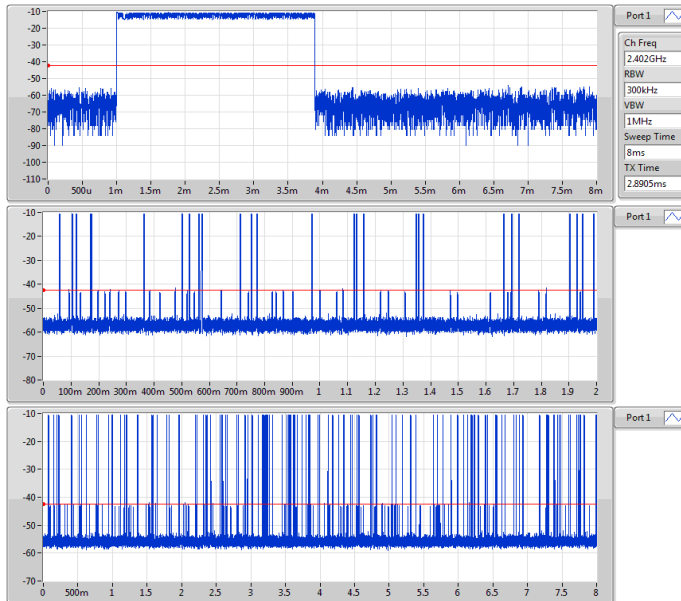 -10
-20
-30
-40
-50
-60
-70
-80
-90
-100
-110
0 500u 1m 1.5m 2m 2.5m 3m 3.5m 4m 4.5m 5m 5.5m 6m 6.5m 7m 7.5m 8m
Port 1
Ch Freq
2.402GHz
RBW
300kHz
VBW
1MHz
Sweep Time
8ms
TX Time
2.8905ms
-10
-20
-30
-40
-50
-60
-70
-80
0 100m 200m 300m 400m 500m 600m 700m 800m 900m 1 1.1 1.2 1.3 1.4 1.5 1.6 1.7 1.8 1.9 2
Port 1
-10
-20
-30
-40
-50
-60
-70
0 500m 1 1.5 2 2.5 3 3.5 4 4.5 5 5.5 6 6.5 7 7.5 8
Port 1